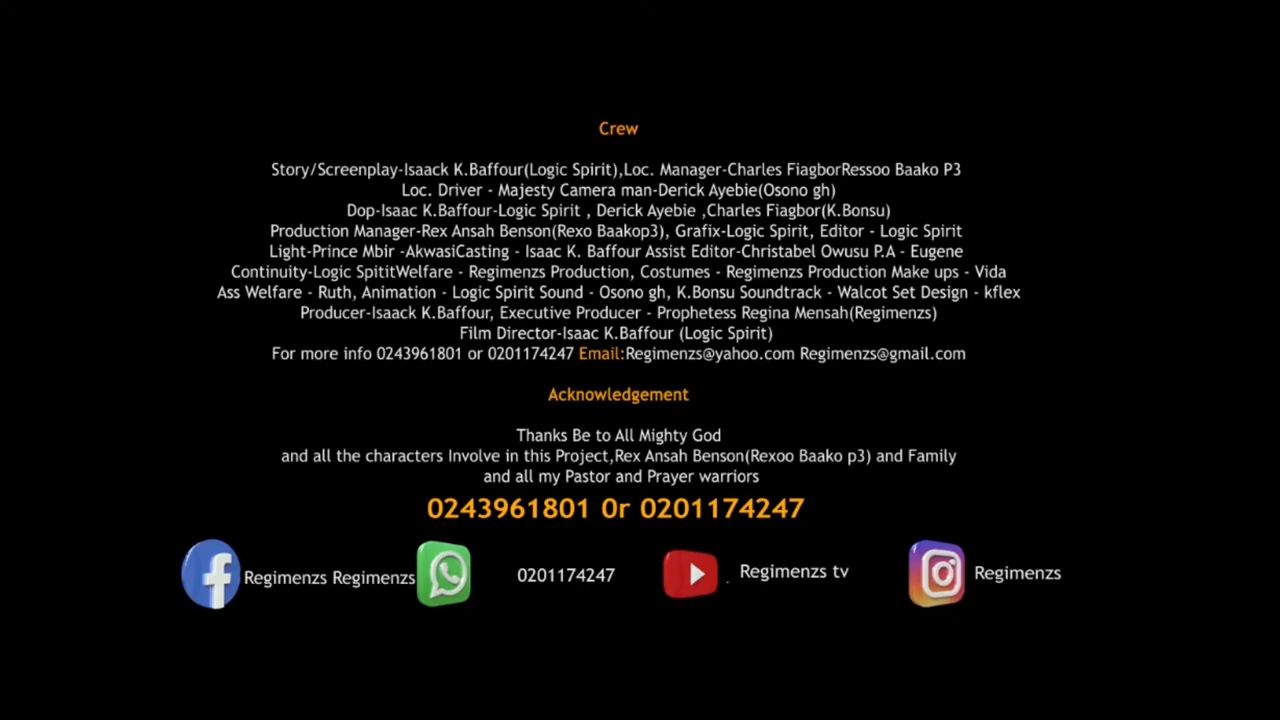 Crew
Story/Screenplay-Isaack K.Baffour(Logic Spirit),Loc. Manager-Charles FiagborRessoo Baako P3
Loc. Driver - Majesty Camera man-Derick Ayebie(Osono gh)
Dop-Isaac K.Baffour-Logic Spirit , Derick Ayebie ,Charles Fiagbor(K.Bonsu)
Production Manager-Rex Ansah Benson(Rexo Baakop3), Grafix-Logic Spirit, Editor - Logic Spirit
Light-Prince Mbir -AkwasiCasting - Isaac K. Baffour Assist Editor-Christabel Owusu P.A - Eugene
Continuity-Logic SpititWelfare - Regimenzs Production, Costumes - Regimenzs Production Make ups - Vida
Ass Welfare - Ruth, Animation - Logic Spirit Sound - Osono gh, K.Bonsu Soundtrack - Walcot Set Design - kflex
Producer-Isaack K.Baffour, Executive Producer - Prophetess Regina Mensah(Regimenzs)
Film Director-Isaac K.Baffour (Logic Spirit)
For more info 0243961801 or 0201174247 Email:Regimenzs@yahoo.com Regimenzs@gmail.com
Acknowledgement
Thanks Be to All Mighty God
and all the characters Involve in this Project,Rex Ansah Benson(Rexoo Baako p3) and Family
and all my Pastor and Prayer warriors
0243961801 0r 0201174247
Regimenzs Regimenzs 0201174247 Regimenzs tv Regimenzs